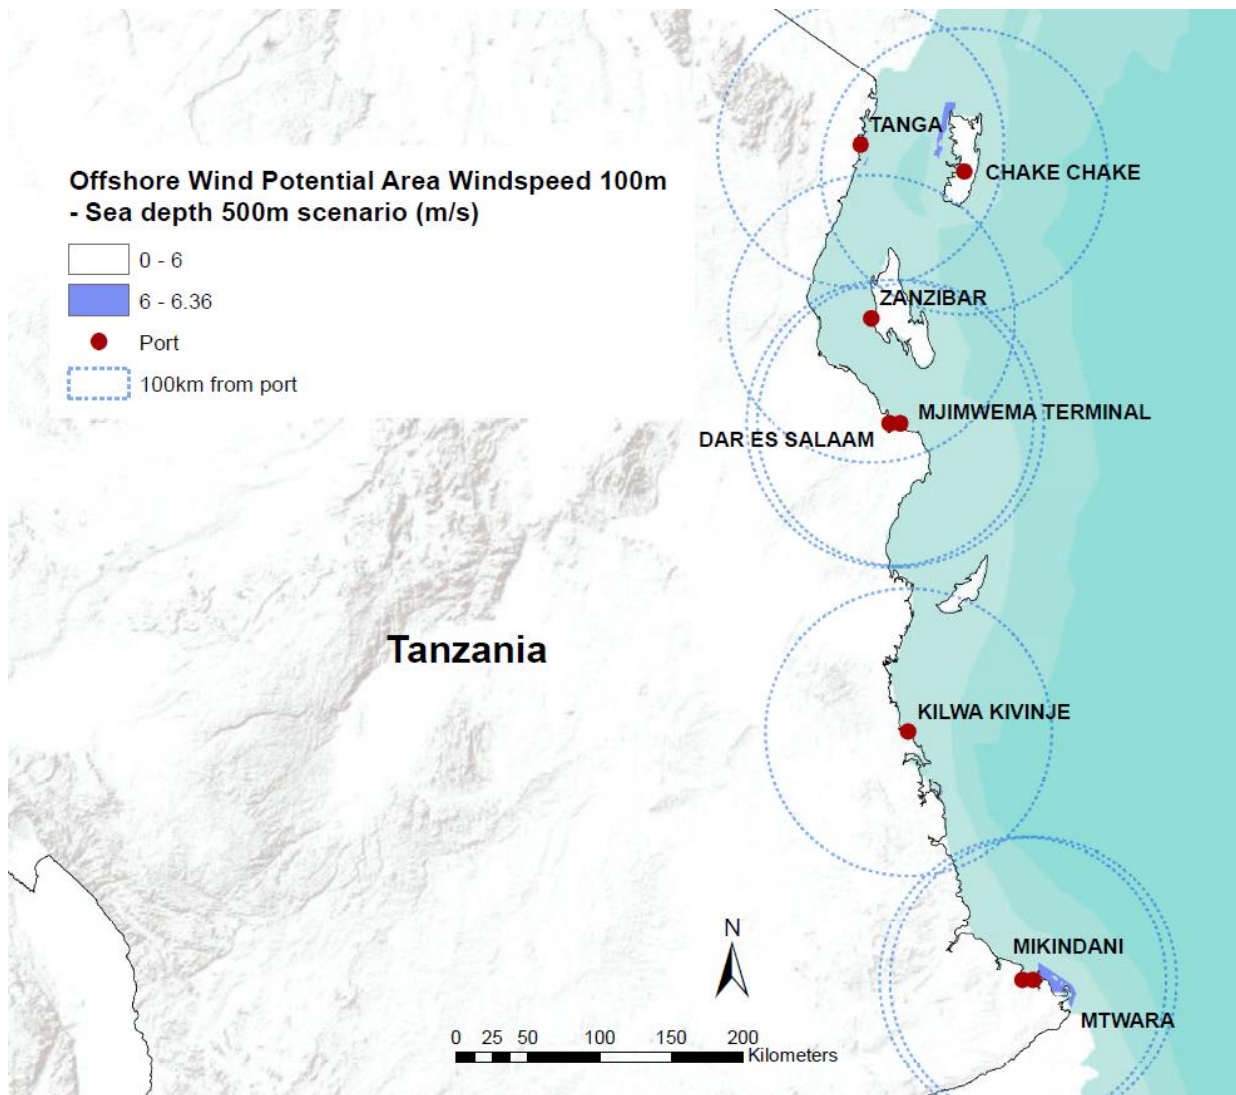 TANGA
CHAKE CHAKE
Offshore Wind Potential Area Windspeed 100m
- Sea depth 500m scenario (m/s)
0 - 6
6 - 6.36
Port
100km from port
ZANZIBAR
MJIMWEMA TERMINAL
DAR ES SALAAM
Tanzania
KILWA KIVINJE
N
MIKINDANI
MTWARA
0 25 50 100 150 200
Kilometers